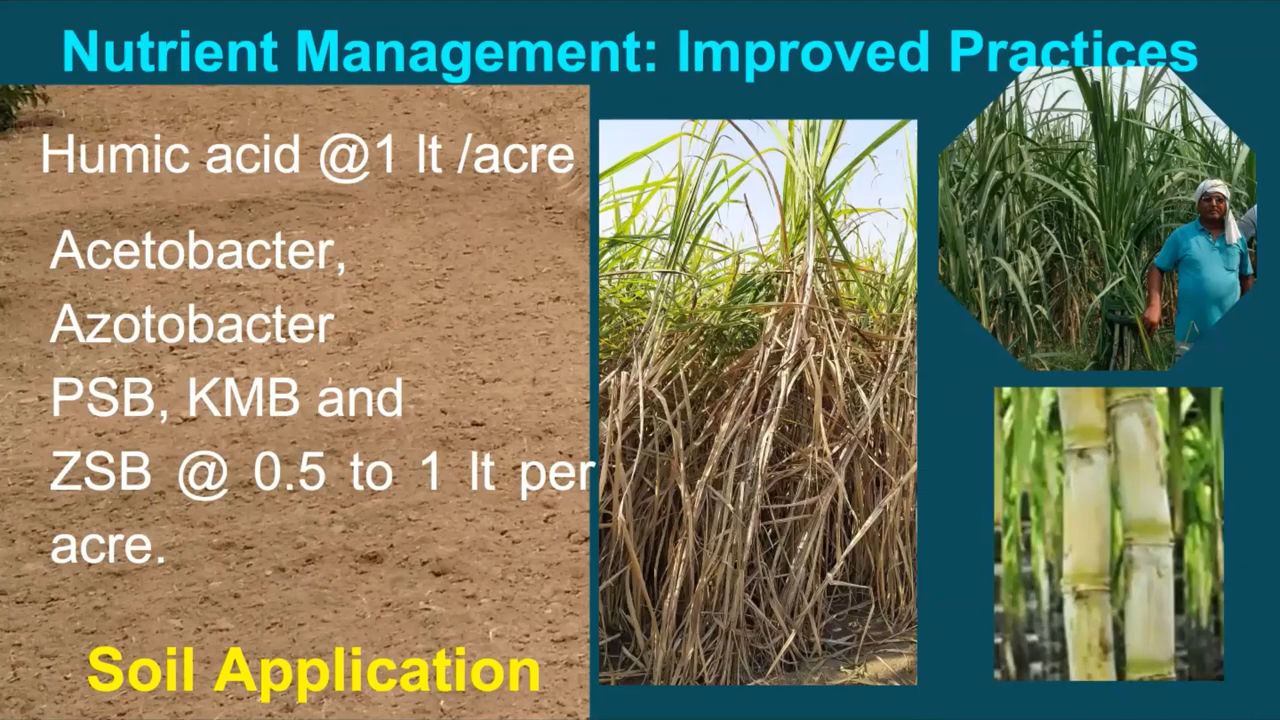 Nutrient Management: Improved Practices
Humic acid @1 lt /acre
Acetobacter,
Azotobacter
PSB, KMB and
ZSB @ 0.5 to 1 lt per
acre.
Soil Application